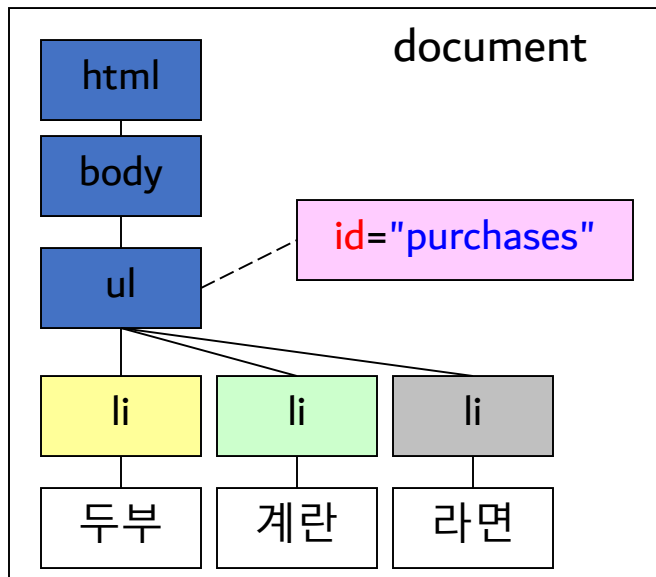 document
html
body
id="purchases"
ul
li
li
li
두부
계란
라면